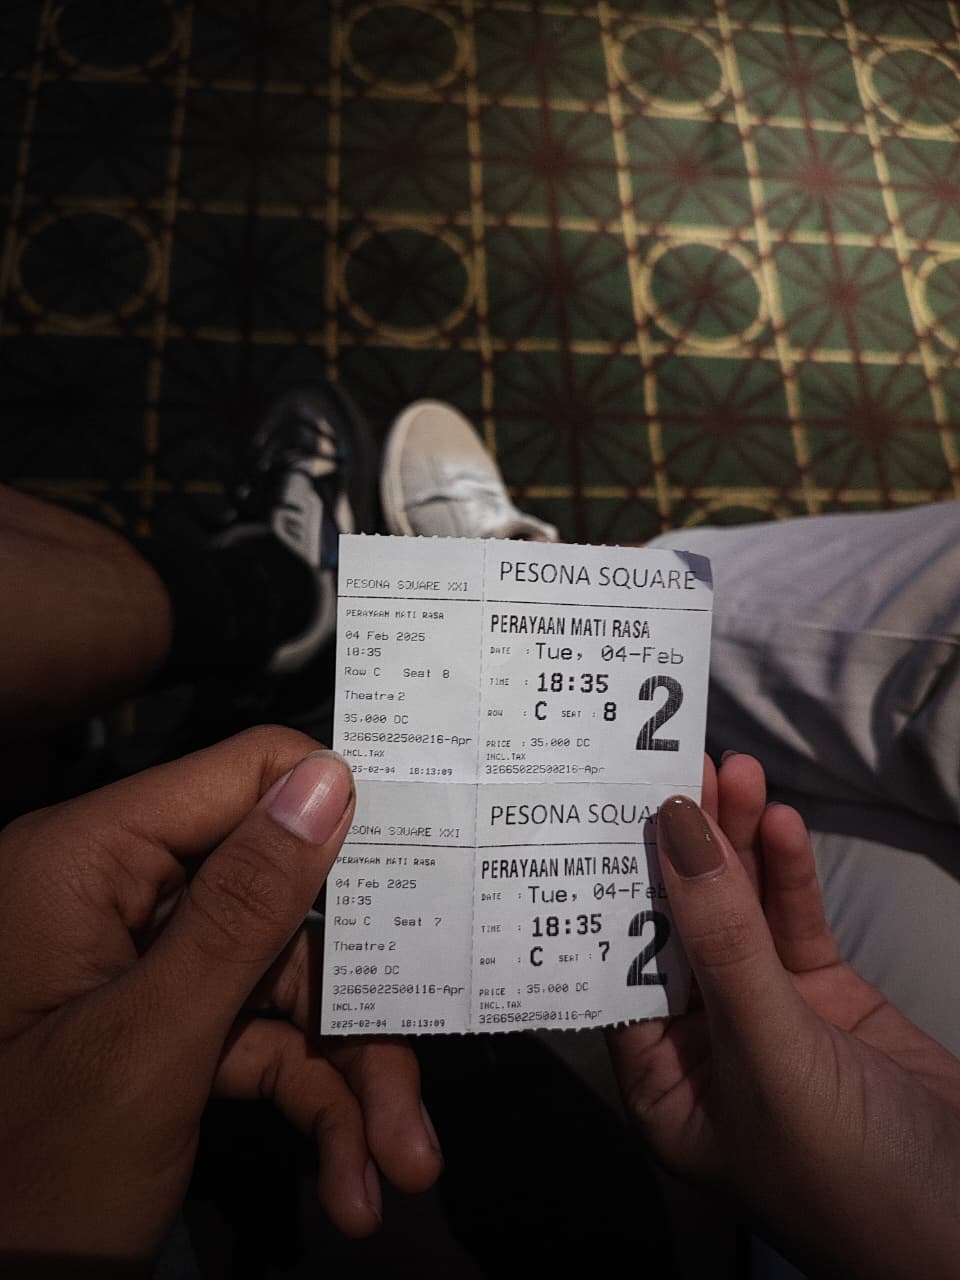 PESONA SQUARE XXI
PERAYAAN MATI RASA
04 Feb 2025
18:35
Row C Seat 8
Theatre 2
35,000 DC
32665022500216-Apr
INCL.TAX
25-02-04 18:13:09
PESONA SQUARE
PERAYAAN MATI RASA
DATE : Tue, 04-Feb
TIME : 18:35
ROW : C SEAT : 8
2
PRICE : 35,000 DC
INCL.TAX
32665022500216-Apr
SONA SQUARE XXI
PERAYAAN MATI RASA
04 Feb 2025
18:35
Row C Seat 7
Theatre 2
35,000 DC
32665022500116-Apr
INCL.TAX
2025-02-04 18:13:09
PESONA SQUA
PERAYAAN MATI RASA
DATE : Tue, 04-Feb
TIME : 18:35
ROW : C SEAT : 7
2
PRICE : 35,000 DC
INCL.TAX
32665022500116-Apr